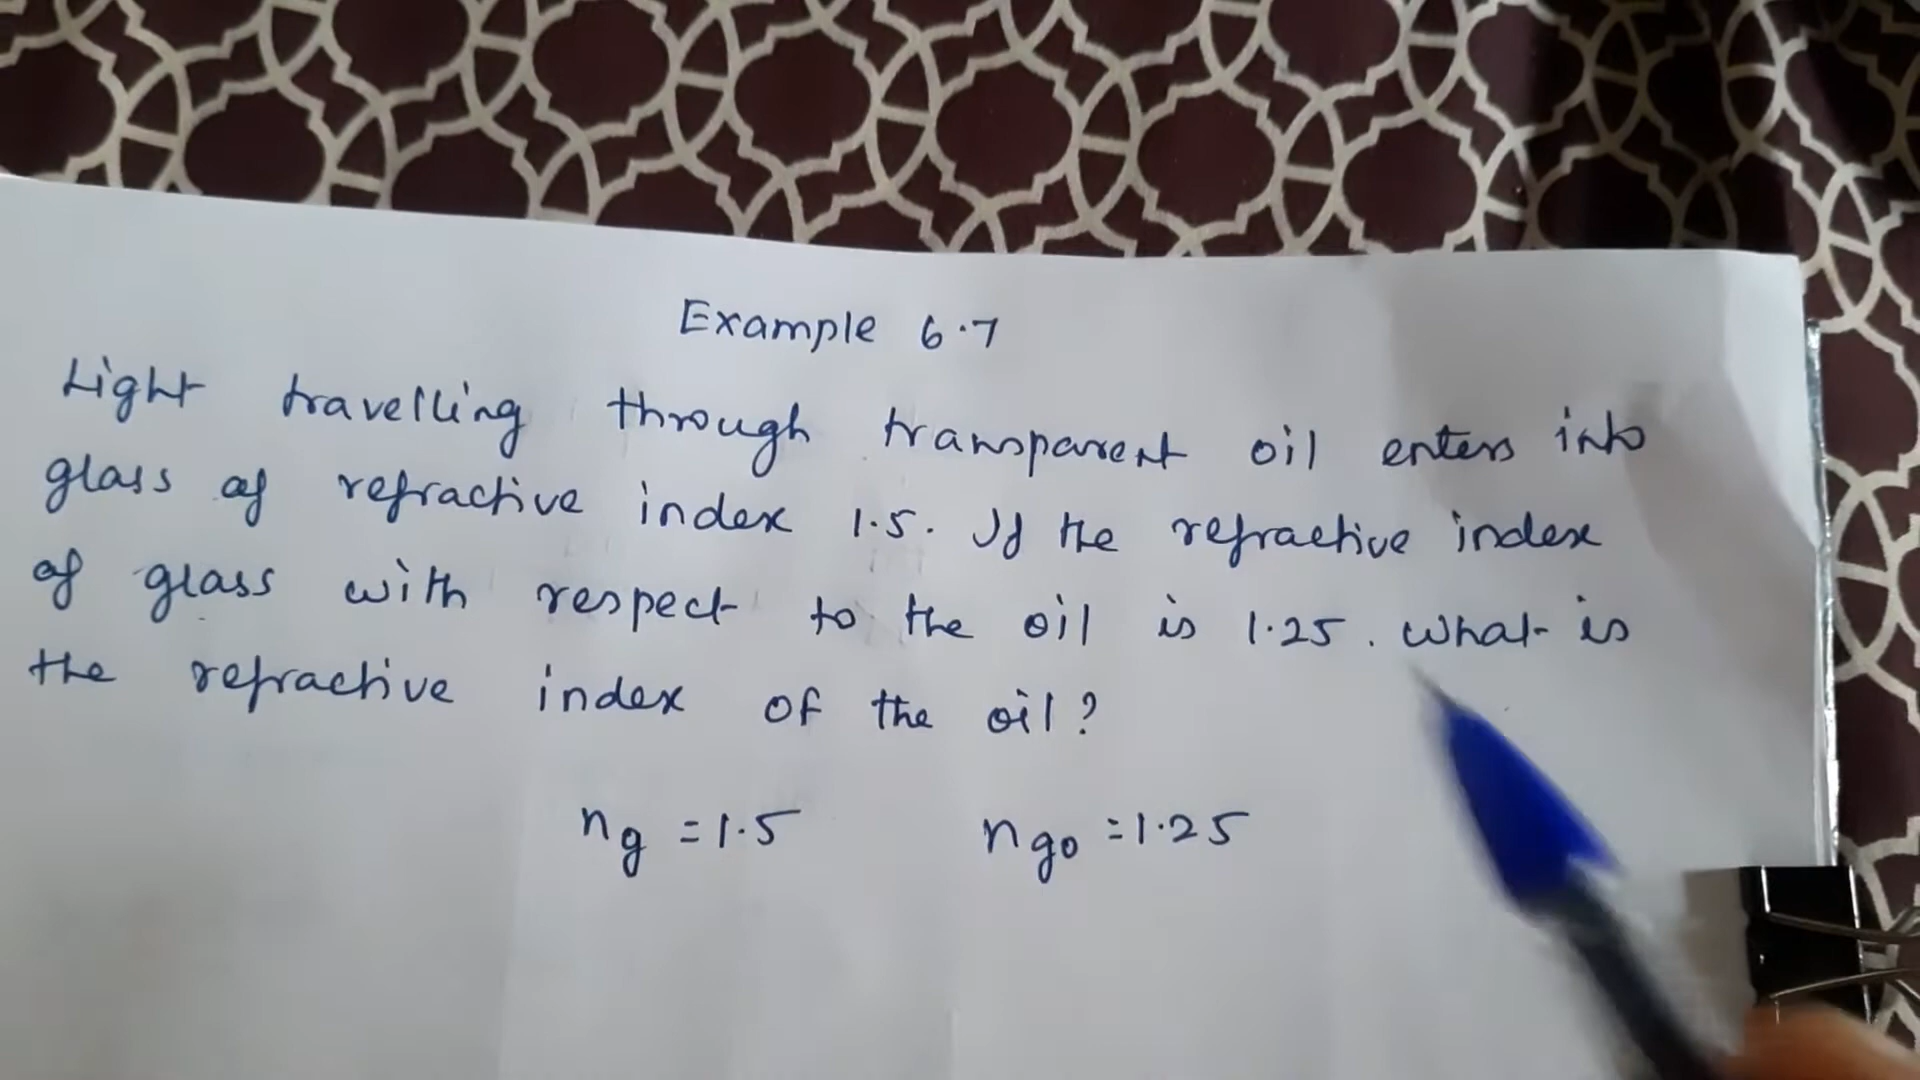 Example 6.7
Light travelling through transparent oil enters into
glass of refractive index 1.5. If the refractive index
of glass with respect to the oil is 1.25. What is
the refractive index of the oil?
ng = 1.5 ngo = 1.25